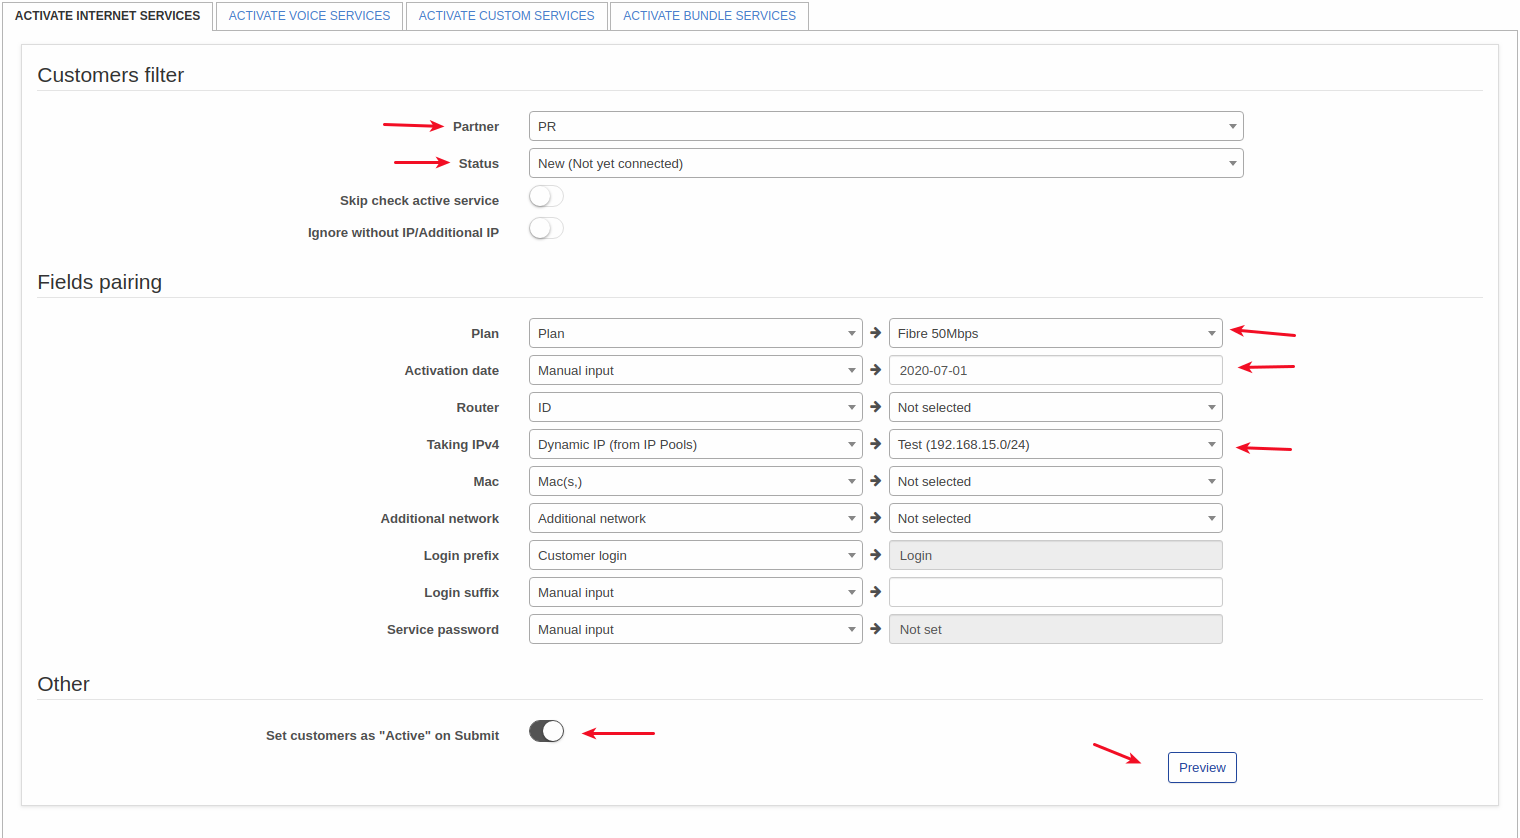 ACTIVATE INTERNET SERVICES ACTIVATE VOICE SERVICES ACTIVATE CUSTOM SERVICES ACTIVATE BUNDLE SERVICES
Customers filter
Partner PR
Status New (Not yet connected)
Skip check active service
Ignore without IP/Additional IP
Fields pairing
Plan Plan Fibre 50Mbps
Activation date Manual input 2020-07-01
Router ID Not selected
Taking IPv4 Dynamic IP (from IP Pools) Test (192.168.15.0/24)
Mac Mac(s,) Not selected
Additional network Additional network Not selected
Login prefix Customer login Login
Login suffix Manual input
Service password Manual input Not set
Other
Set customers as "Active" on Submit
Preview